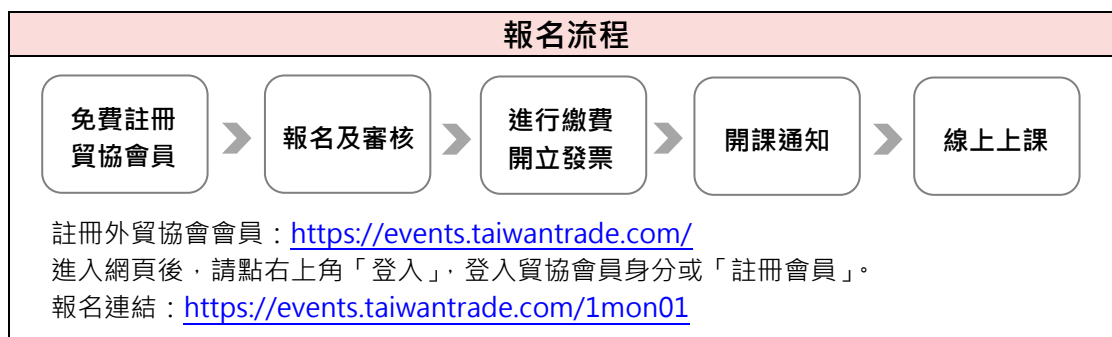 報名流程
免費註冊
貿協會員
報名及審核
進行繳費
開立發票
開課通知
線上上課
註冊外貿協會會員：https://events.taiwantrade.com/
進入網頁後，請點右上角「登入」，登入貿協會員身分或「註冊會員」。
報名連結：https://events.taiwantrade.com/1mon01